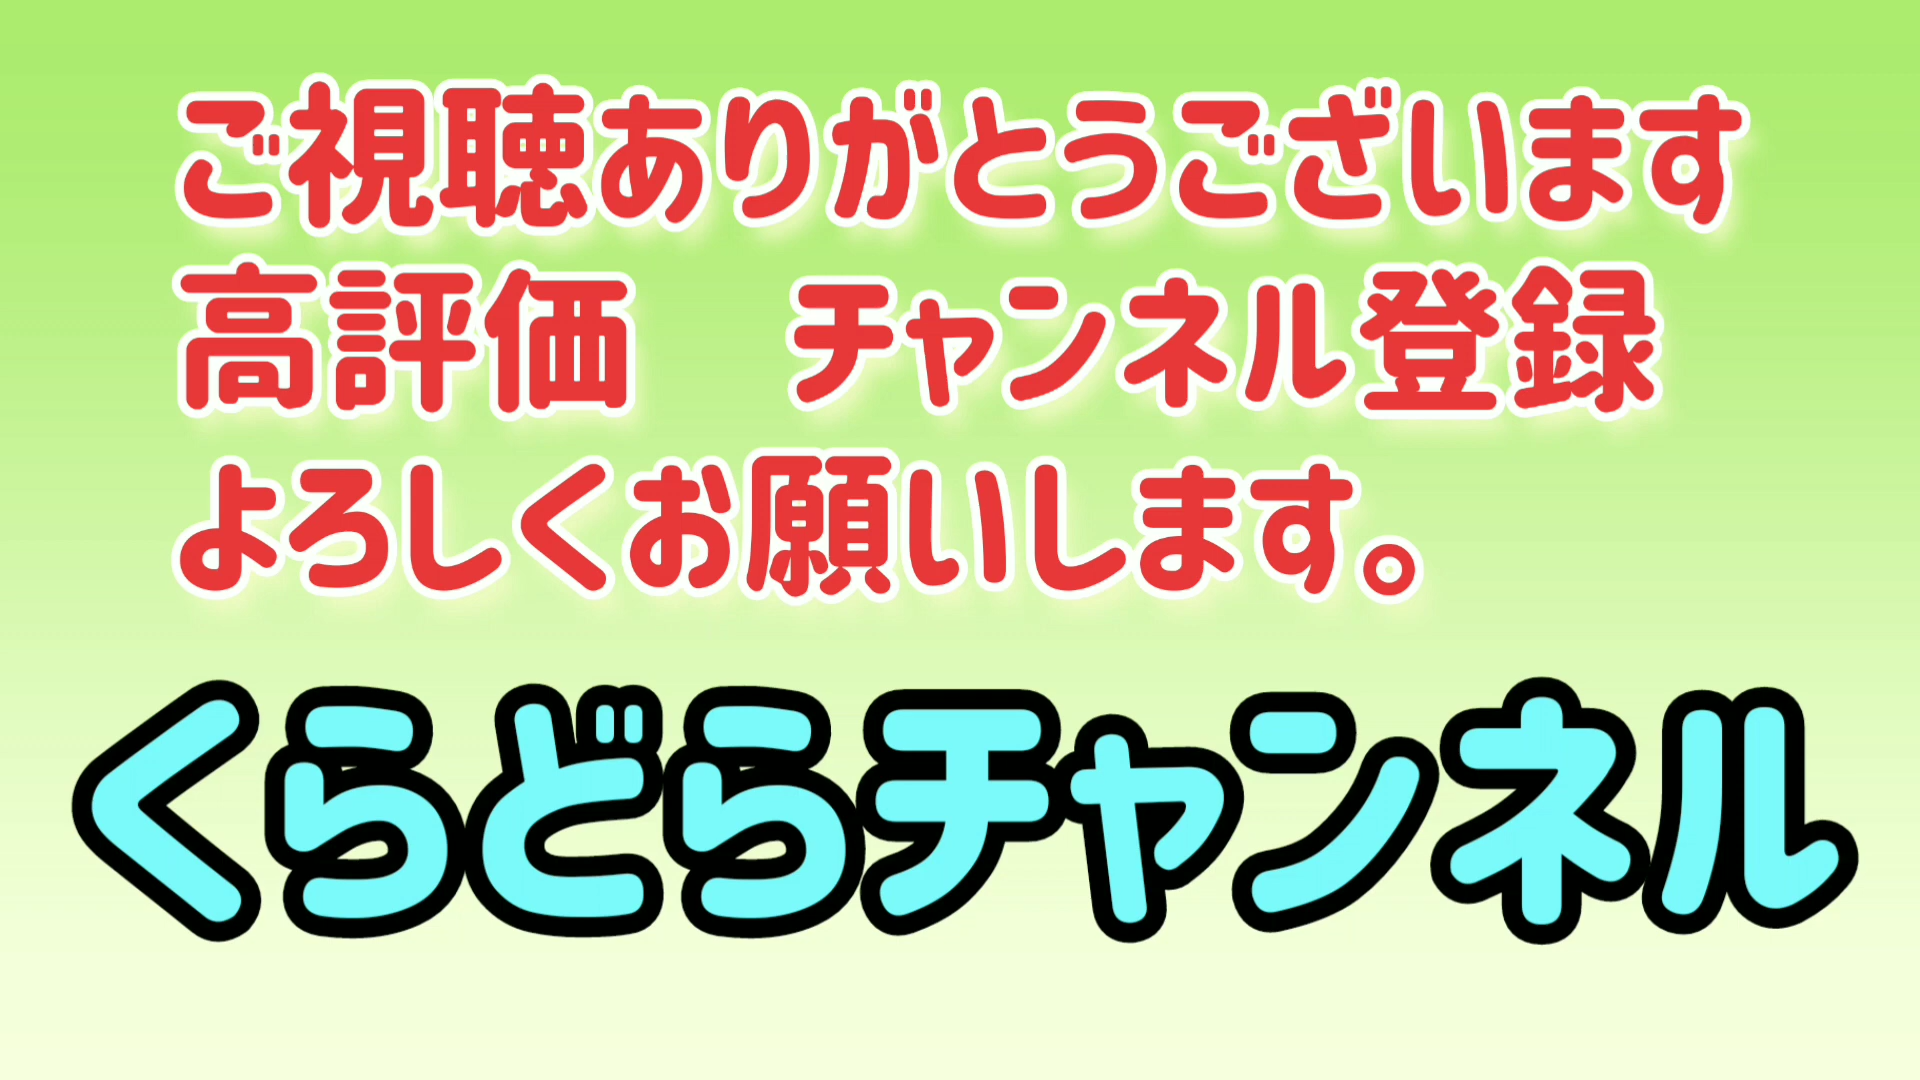 ご視聴ありがとうございます
高評価　チャンネル登録
よろしくお願いします。
くらどらチャンネル